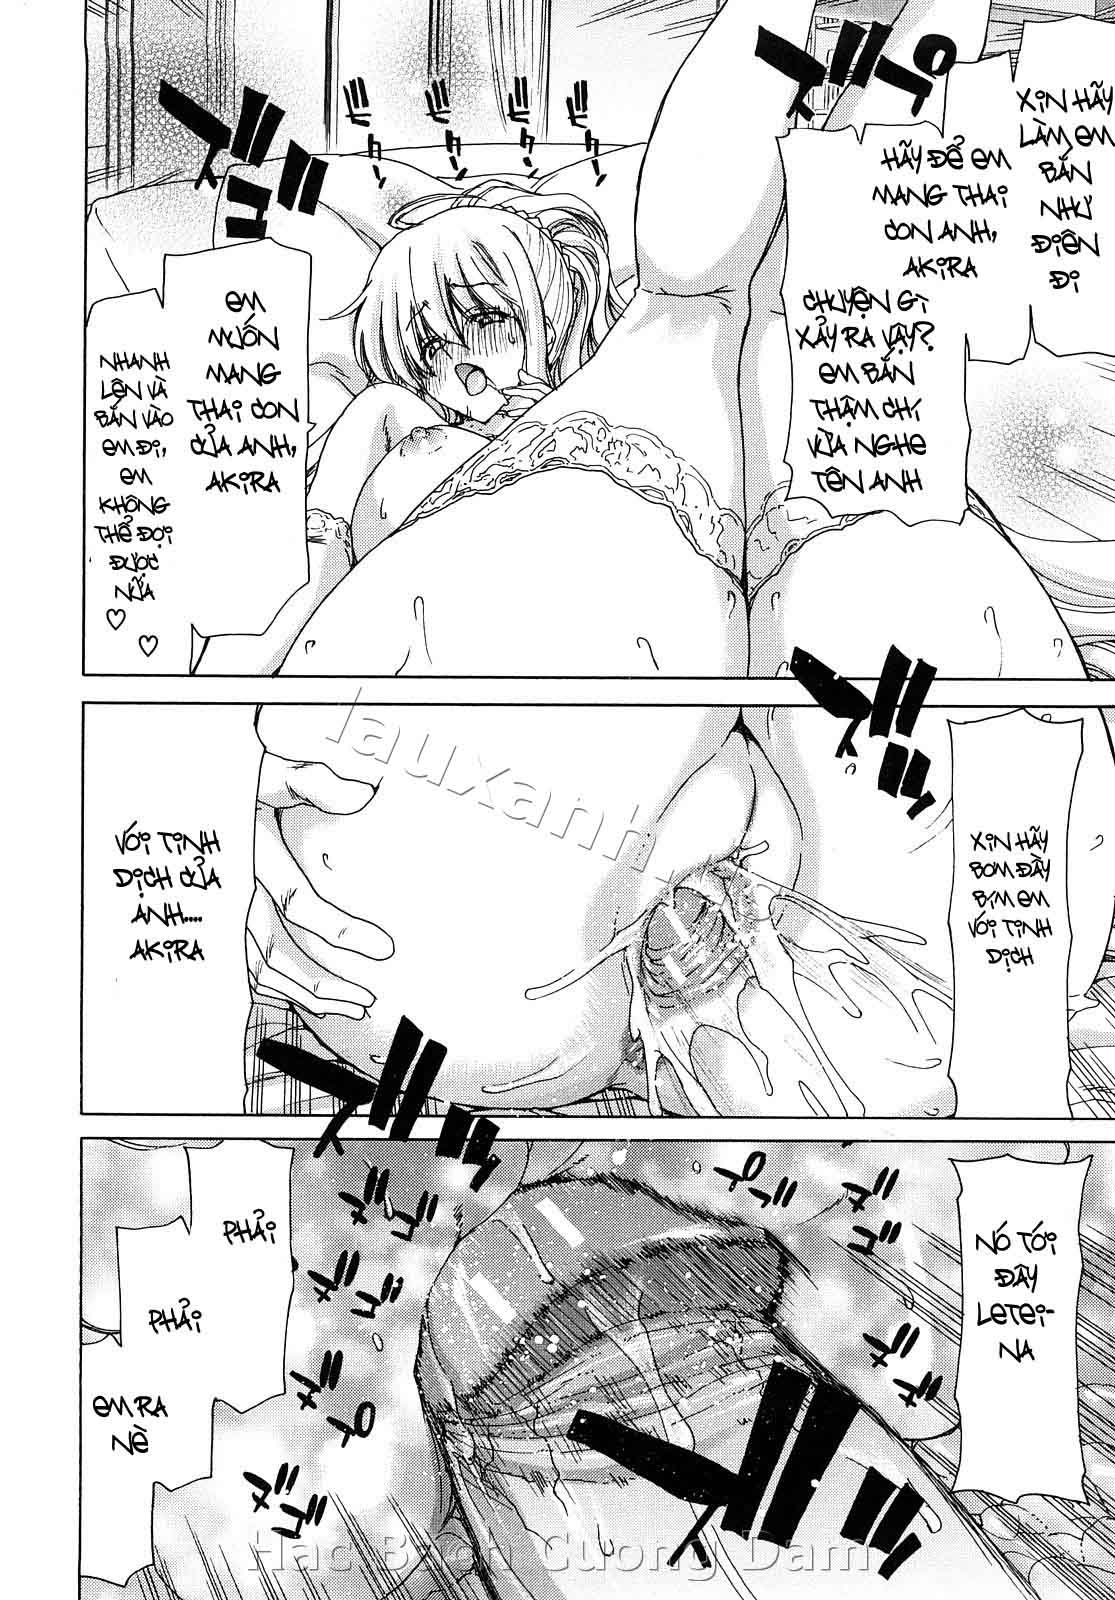 XIN HÃY
LÀM EM
BẮN
NHƯ
ĐIÊN
ĐI
HÃY ĐỂ EM
MANG THAI
CON ANH,
AKIRA
CHUYỆN GÌ
XẢY RA VẬY?
EM BẮN
THẬM CHÍ
VỪA NGHE
TÊN ANH
EM
MUỐN
MANG
THAI CON
CỦA ANH,
AKIRA
NHANH
LÊN VÀ
BẮN VÀO
EM ĐI,
EM
KHÔNG
THỂ ĐỢI
ĐƯỢC
NỮA
♡
♡
lauxanh
XIN HÃY
BƠM ĐẦY
BÍM EM
VỚI TINH
DỊCH
VỚI TINH
DỊCH CỦA
ANH....
AKIRA
NÓ TỚI
ĐÂY
LETEI-
NA
PHẢI
PHẢI
EM RA
NÈ